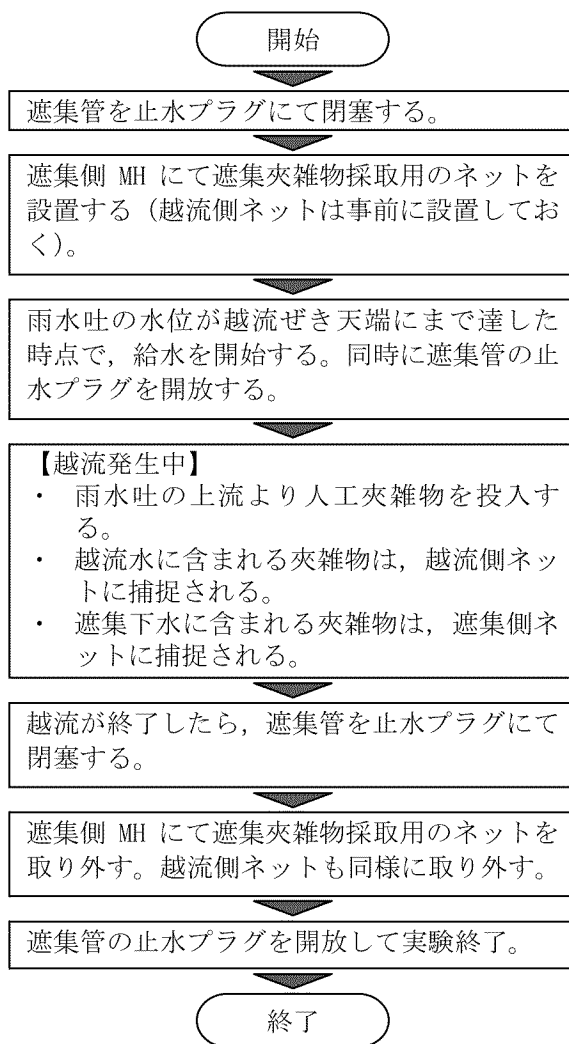 開始
遮集管を止水プラグにて閉塞する。
遮集側 MH にて遮集夾雑物採取用のネットを
設置する（越流側ネットは事前に設置してお
く）。
雨水吐の水位が越流ぜき天端にまで達した
時点で，給水を開始する。同時に遮集管の止
水プラグを開放する。
【越流発生中】
・ 雨水吐の上流より人工夾雑物を投入す
る。
・ 越流水に含まれる夾雑物は，越流側ネッ
トに捕捉される。
・ 遮集下水に含まれる夾雑物は，遮集側ネ
ットに捕捉される。
越流が終了したら，遮集管を止水プラグにて
閉塞する。
遮集側 MH にて遮集夾雑物採取用のネットを
取り外す。越流側ネットも同様に取り外す。
遮集管の止水プラグを開放して実験終了。
終了